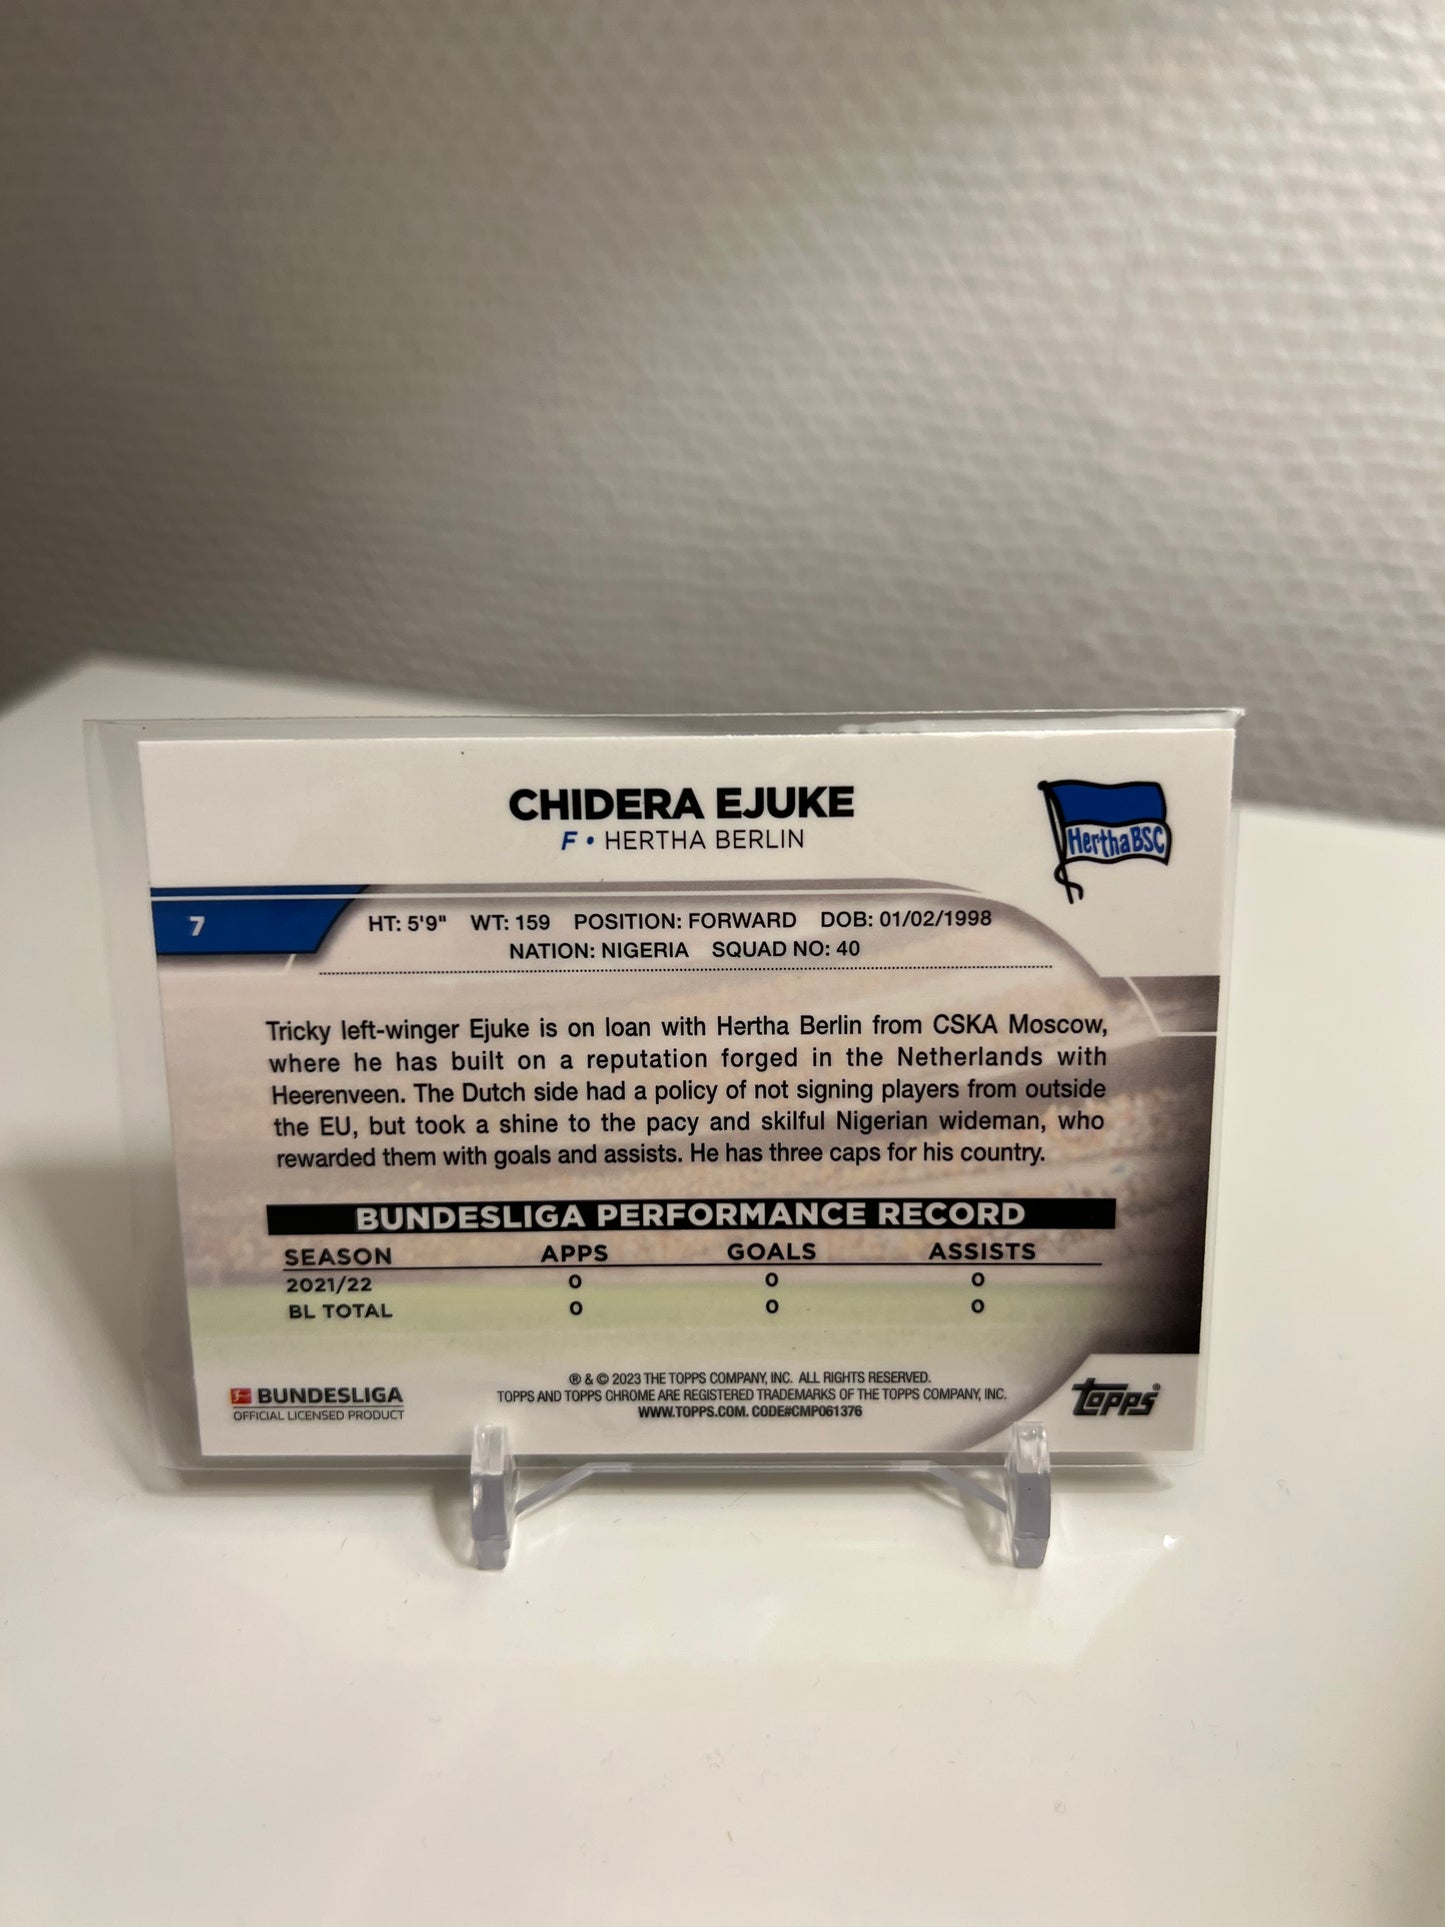 CHIDERA EJUKE
F • HERTHA BERLIN
HerthaBSC
7
HT: 5'9" WT: 159 POSITION: FORWARD DOB: 01/02/1998
NATION: NIGERIA SQUAD NO: 40
Tricky left-winger Ejuke is on loan with Hertha Berlin from CSKA Moscow,
where he has built on a reputation forged in the Netherlands with
Heerenveen. The Dutch side had a policy of not signing players from outside
the EU, but took a shine to the pacy and skilful Nigerian wideman, who
rewarded them with goals and assists. He has three caps for his country.
BUNDESLIGA PERFORMANCE RECORD
SEASON APPS GOALS ASSISTS
2021/22 0 0 0
BL TOTAL 0 0 0
BUNDESLIGA
OFFICIAL LICENSED PRODUCT
® & © 2023 THE TOPPS COMPANY, INC. ALL RIGHTS RESERVED.
TOPPS AND TOPPS CHROME ARE REGISTERED TRADEMARKS OF THE TOPPS COMPANY, INC.
WWW.TOPPS.COM. CODE#CMP061376
topps®